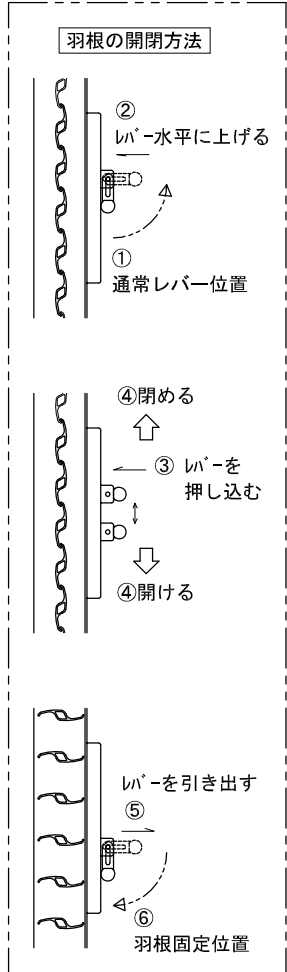 羽根の開閉方法
②
ﾚﾊﾞｰ水平に上げる
①
通常レバー位置
④閉める
③ ﾚﾊﾞｰを
押し込む
④開ける
ﾚﾊﾞｰを引き出す
⑤
⑥
羽根固定位置